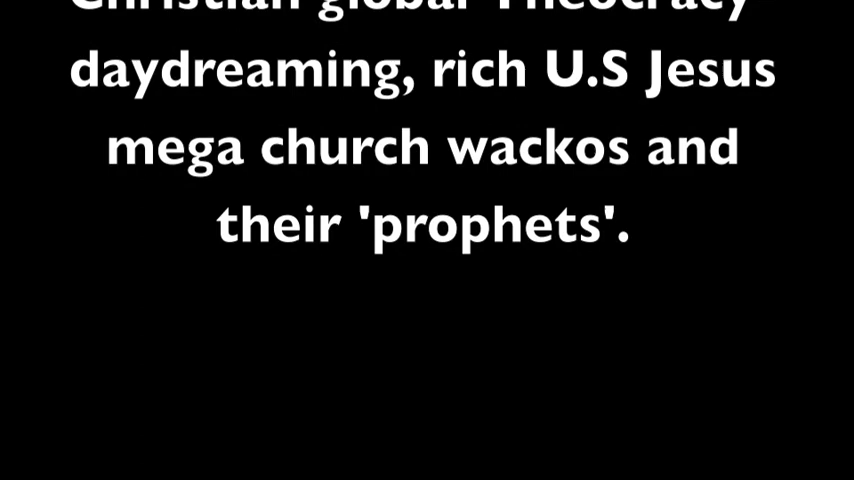 Christian global Theocracy
daydreaming, rich U.S Jesus
mega church wackos and
their 'prophets'.